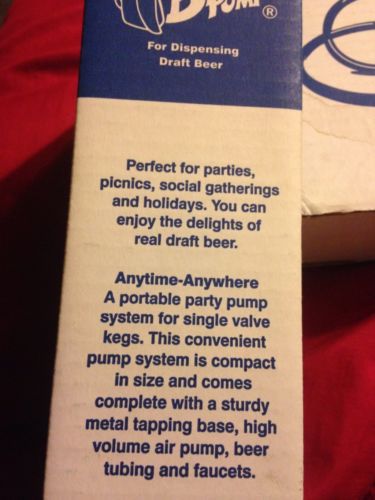 PUMP®
For Dispensing
Draft Beer
Perfect for parties,
picnics, social gatherings
and holidays. You can
enjoy the delights of
real draft beer.
Anytime-Anywhere
A portable party pump
system for single valve
kegs. This convenient
pump system is compact
in size and comes
complete with a sturdy
metal tapping base, high
volume air pump, beer
tubing and faucets.